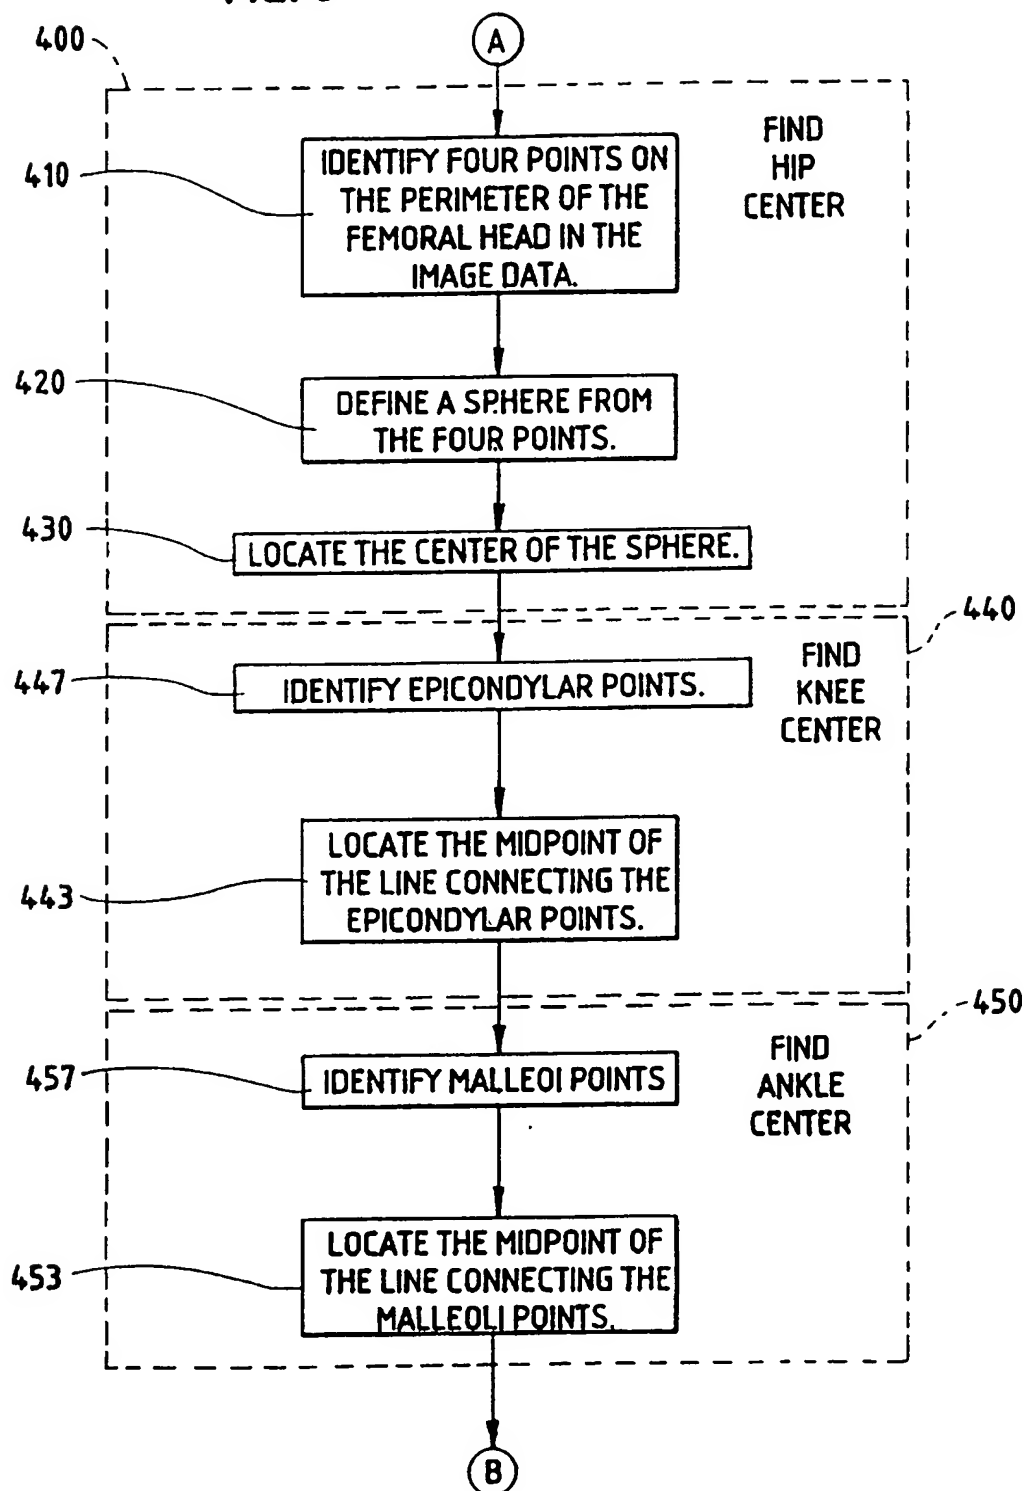 400
A
FIND
HIP
CENTER
410
IDENTIFY FOUR POINTS ON
THE PERIMETER OF THE
FEMORAL HEAD IN THE
IMAGE DATA.
420
DEFINE A SPHERE FROM
THE FOUR POINTS.
430
LOCATE THE CENTER OF THE SPHERE.
440
FIND
KNEE
CENTER
447
IDENTIFY EPICONDYLAR POINTS.
443
LOCATE THE MIDPOINT OF
THE LINE CONNECTING THE
EPICONDYLAR POINTS.
450
FIND
ANKLE
CENTER
457
IDENTIFY MALLEOI POINTS
453
LOCATE THE MIDPOINT OF
THE LINE CONNECTING THE
MALLEOLI POINTS.
B